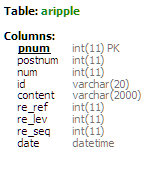 Table: aripple
Columns:
pnum int(11) PK
postnum int(11)
num int(11)
id varchar(20)
content varchar(2000)
re_ref int(11)
re_lev int(11)
re_seq int(11)
date datetime